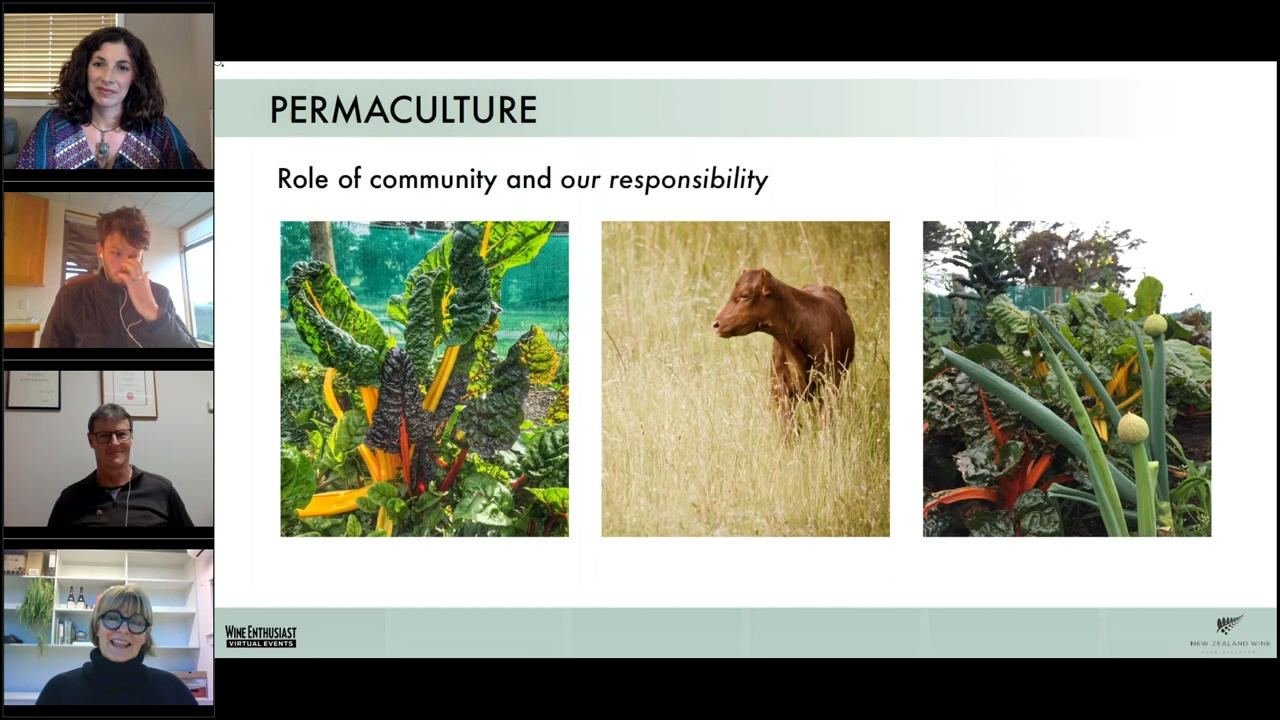 PERMACULTURE
Role of community and our responsibility
WINE ENTHUSIAST
VIRTUAL EVENTS
NEW ZEALAND WINE